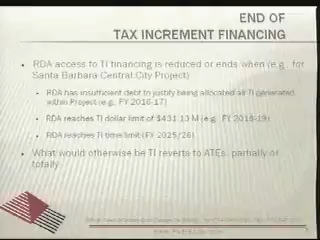 END OF
TAX INCREMENT FINANCING
• RDA access to TI financing is reduced or ends when (e.g., for
Santa Barbara Central City Project)
• RDA has insufficient debt to justify being allocated all TI generated
within Project (e.g., FY 2016-17)
• RDA reaches TI dollar limit of $431.13 M (e.g., FY 2018-19)
• RDA reaches TI time limit (FY 2025/26)
• What would otherwise be TI reverts to ATEs, partially or
totally